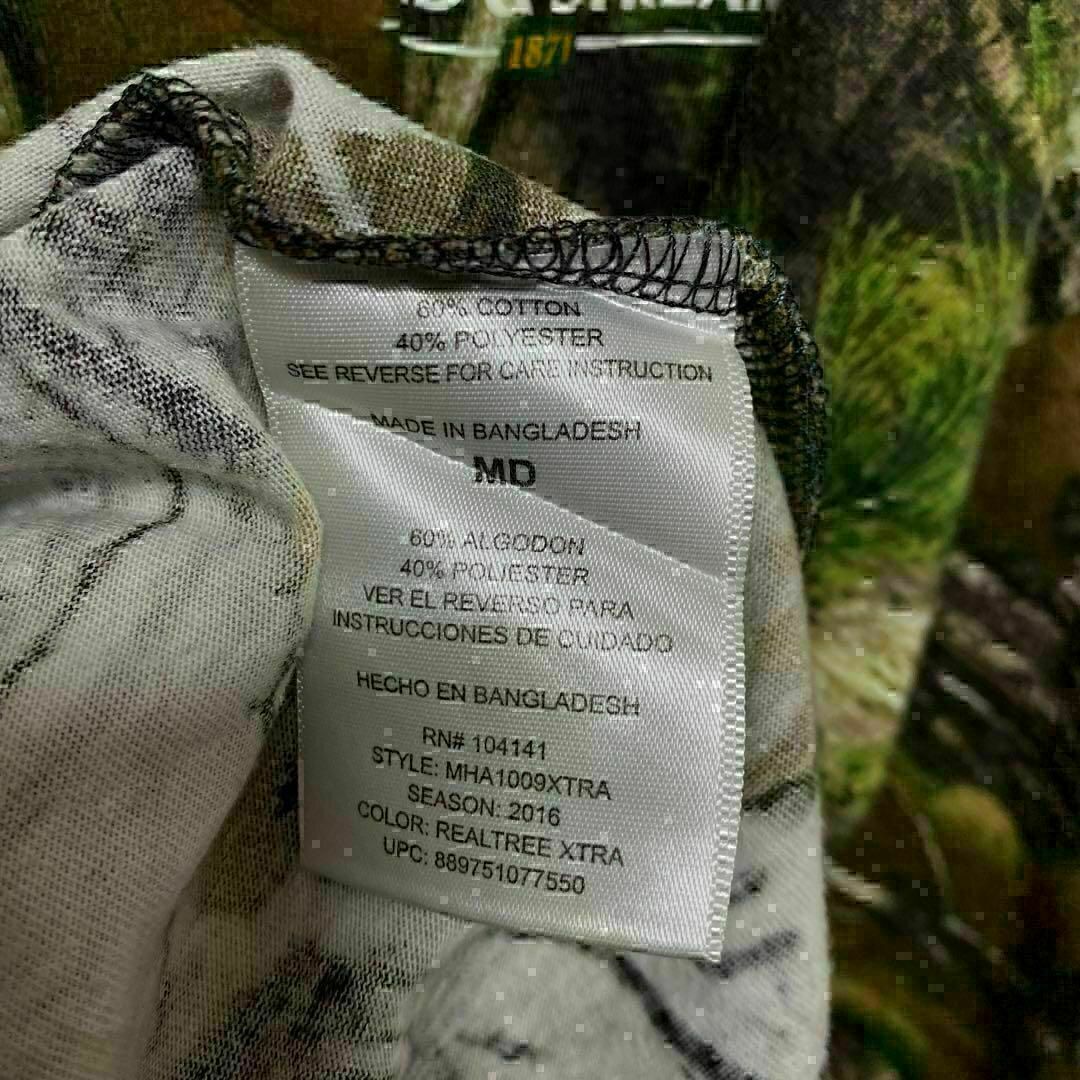 & STREAM
1871
60% COTTON
40% POLYESTER
SEE REVERSE FOR CARE INSTRUCTION
MADE IN BANGLADESH
MD
60% ALGODON
40% POLIESTER
VER EL REVERSO PARA
INSTRUCCIONES DE CUIDADO
HECHO EN BANGLADESH
RN# 104141
STYLE: MHA1009XTRA
SEASON: 2016
COLOR: REALTREE XTRA
UPC: 889751077550